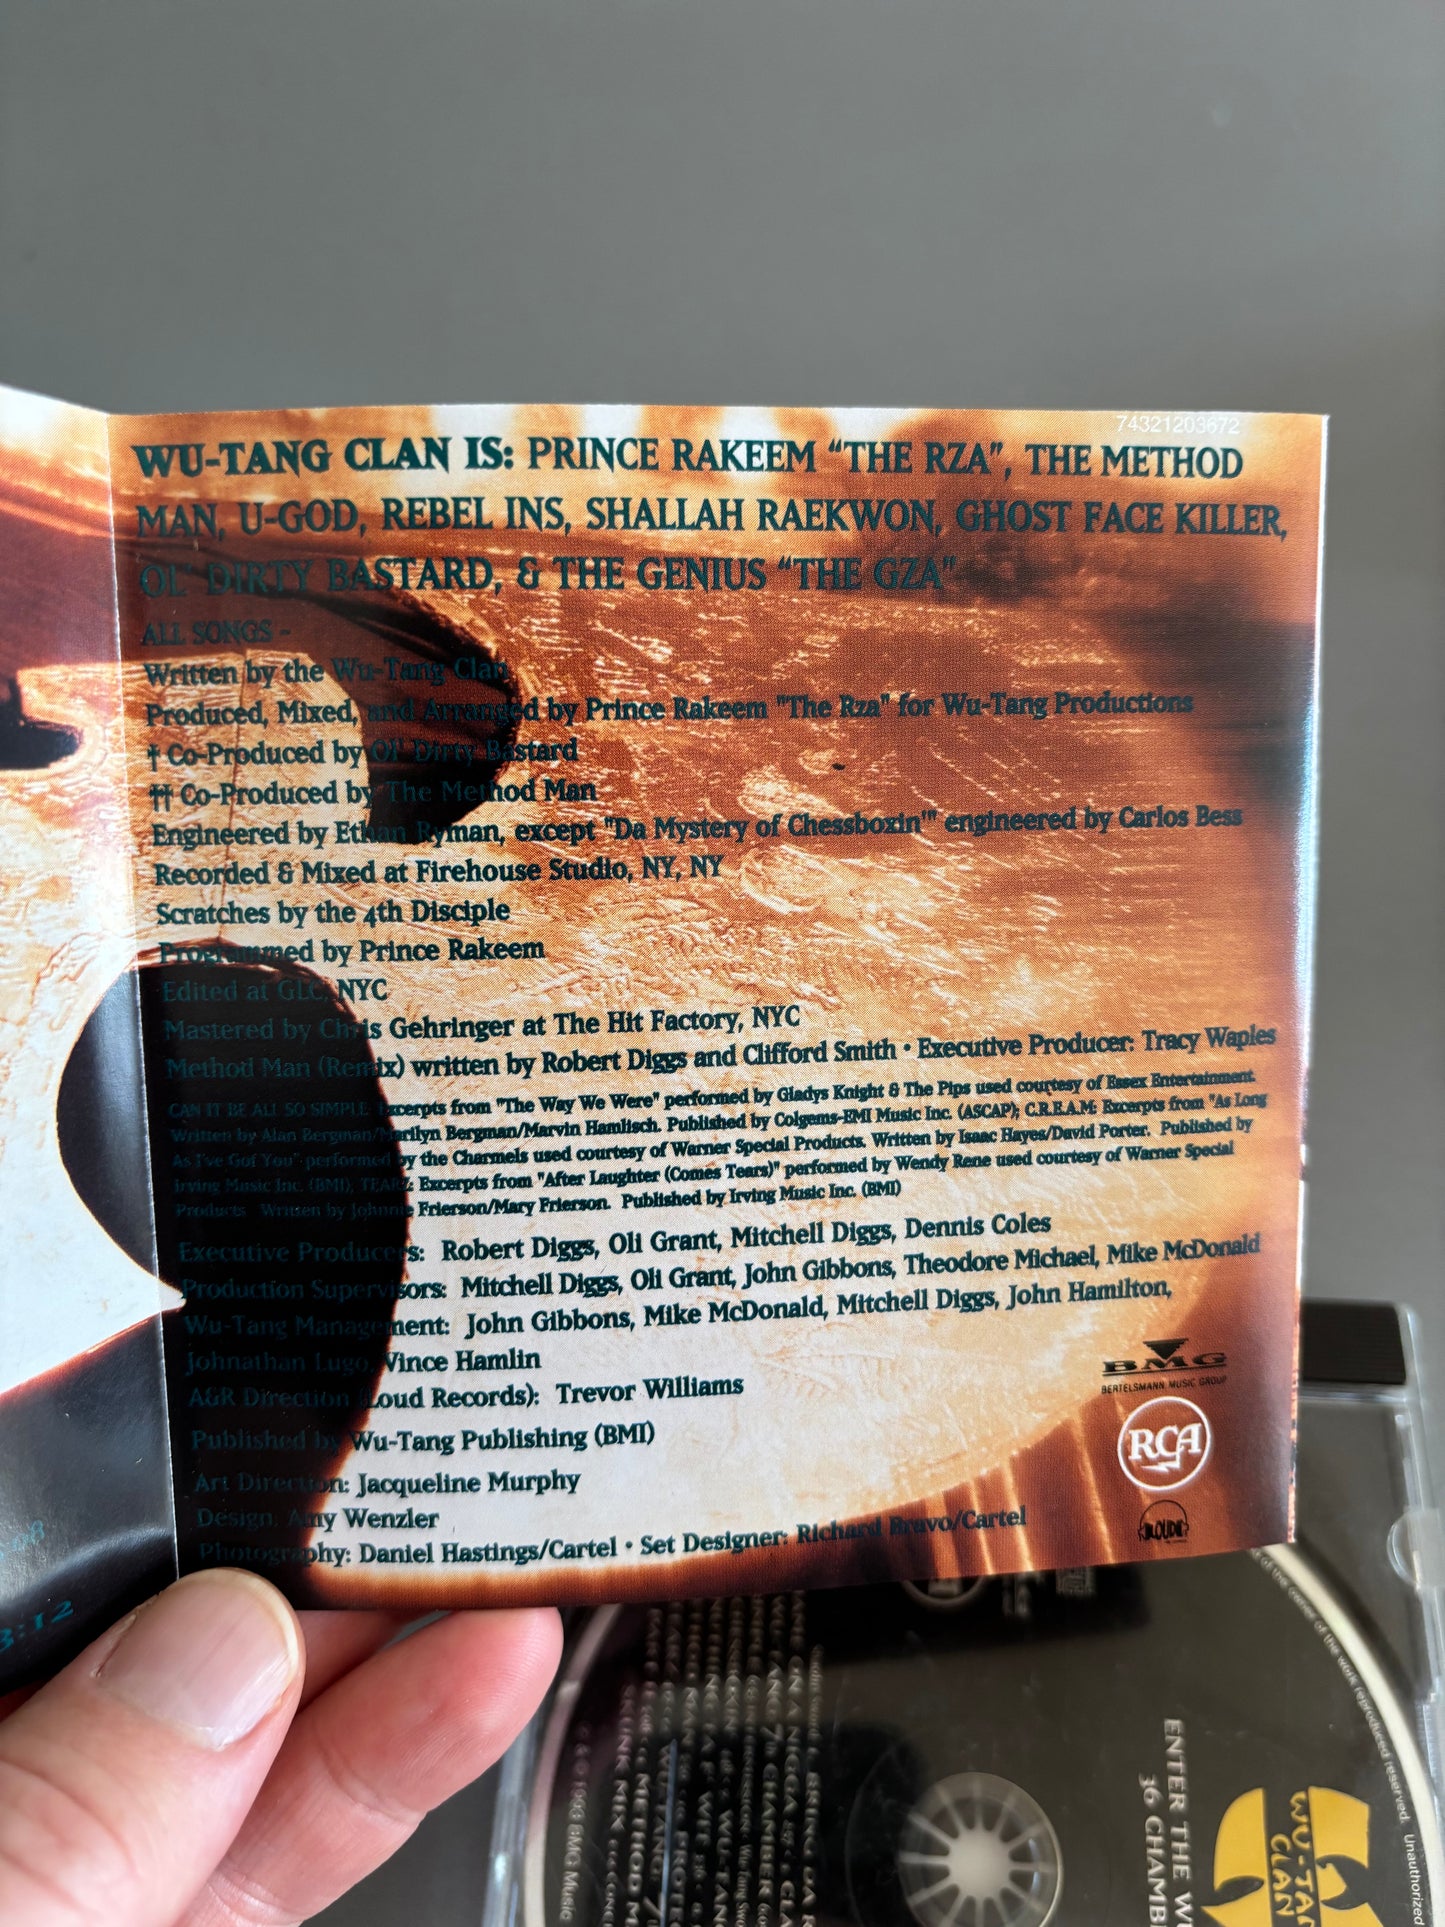 74321203672
WU-TANG CLAN IS: PRINCE RAKEEM “THE RZA”, THE METHOD
MAN, U-GOD, REBEL INS, SHALLAH RAEKWON, GHOST FACE KILLER,
OL' DIRTY BASTARD, & THE GENIUS “THE GZA”
ALL SONGS -
Written by the Wu-Tang Clan
Produced, Mixed, and Arranged by Prince Rakeem "The Rza" for Wu-Tang Productions
† Co-Produced by Ol' Dirty Bastard
†† Co-Produced by The Method Man
Engineered by Ethan Ryman, except "Da Mystery of Chessboxin'" engineered by Carlos Bess
Recorded & Mixed at Firehouse Studio, NY, NY
Scratches by the 4th Disciple
Programmed by Prince Rakeem
Edited at GLC, NYC
Mastered by Chris Gehringer at The Hit Factory, NYC
Method Man (Remix) written by Robert Diggs and Clifford Smith • Executive Producer: Tracy Waples
CAN IT BE ALL SO SIMPLE: Excerpts from "The Way We Were" performed by Gladys Knight & The Pips used courtesy of Essex Entertainment.
Written by Alan Bergman/Marilyn Bergman/Marvin Hamlisch. Published by Colgems-EMI Music Inc. (ASCAP); C.R.E.A.M: Excerpts from "As Long
As I've Got You" performed by the Charmels used courtesy of Warner Special Products. Written by Isaac Hayes/David Porter. Published by
Irving Music Inc. (BMI); TEARZ: Excerpts from "After Laughter (Comes Tears)" performed by Wendy Rene used courtesy of Warner Special
Products. Written by Johnnie Frierson/Mary Frierson. Published by Irving Music Inc. (BMI)
Executive Producers: Robert Diggs, Oli Grant, Mitchell Diggs, Dennis Coles
Production Supervisors: Mitchell Diggs, Oli Grant, John Gibbons, Theodore Michael, Mike McDonald
Wu-Tang Management: John Gibbons, Mike McDonald, Mitchell Diggs, John Hamilton,
Johnathan Lugo, Vince Hamlin
A&R Direction (Loud Records): Trevor Williams
Published by Wu-Tang Publishing (BMI)
Art Direction: Jacqueline Murphy
Design: Amy Wenzler
Photography: Daniel Hastings/Cartel • Set Designer: Richard Bravo/Cartel
BMG
BERTELSMANN MUSIC GROUP
RCA
LOUD
3:12
ENTER THE W
36 CHAMB
WU-TAN
CLAN
of the owner of the work reproduced reserved. Unauthorized
1993 BMG Music